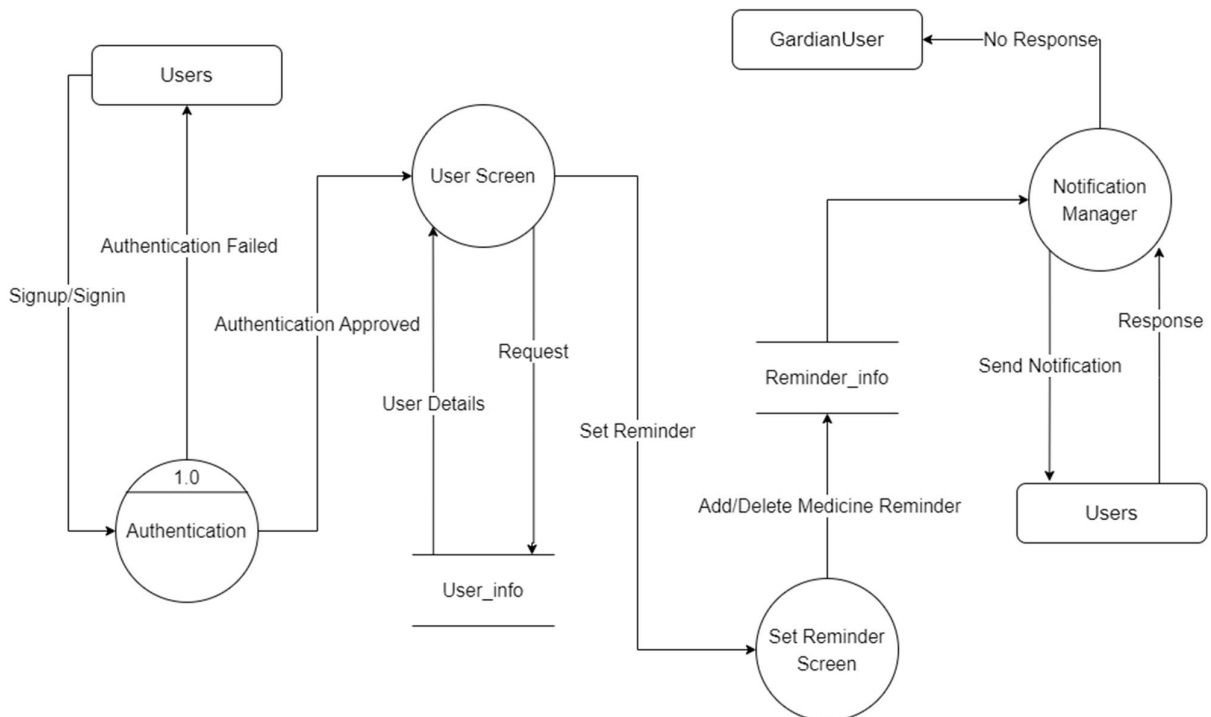 GardianUser
No Response
Users
User Screen
Notification
Manager
Authentication Failed
Signup/Signin
Authentication Approved
Request
Response
User Details
Reminder_info
Send Notification
Set Reminder
1.0
Authentication
Add/Delete Medicine Reminder
Users
User_info
Set Reminder
Screen